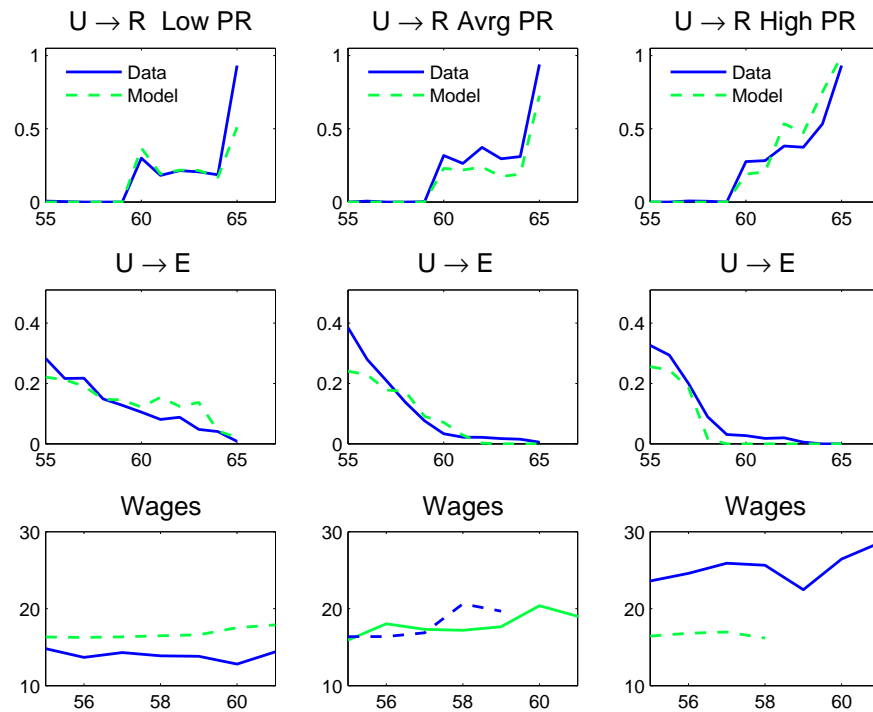 U → R Low PR
U → R Avrg PR
U → R High PR
1
0.5
0
55 60 65
Data
Model
1
0.5
0
55 60 65
Data
Model
1
0.5
0
55 60 65
Data
Model
U → E
U → E
U → E
0.4
0.2
0
55 60 65
0.4
0.2
0
55 60 65
0.4
0.2
0
55 60 65
Wages
Wages
Wages
30
20
10
56 58 60
30
20
10
56 58 60
30
20
10
56 58 60